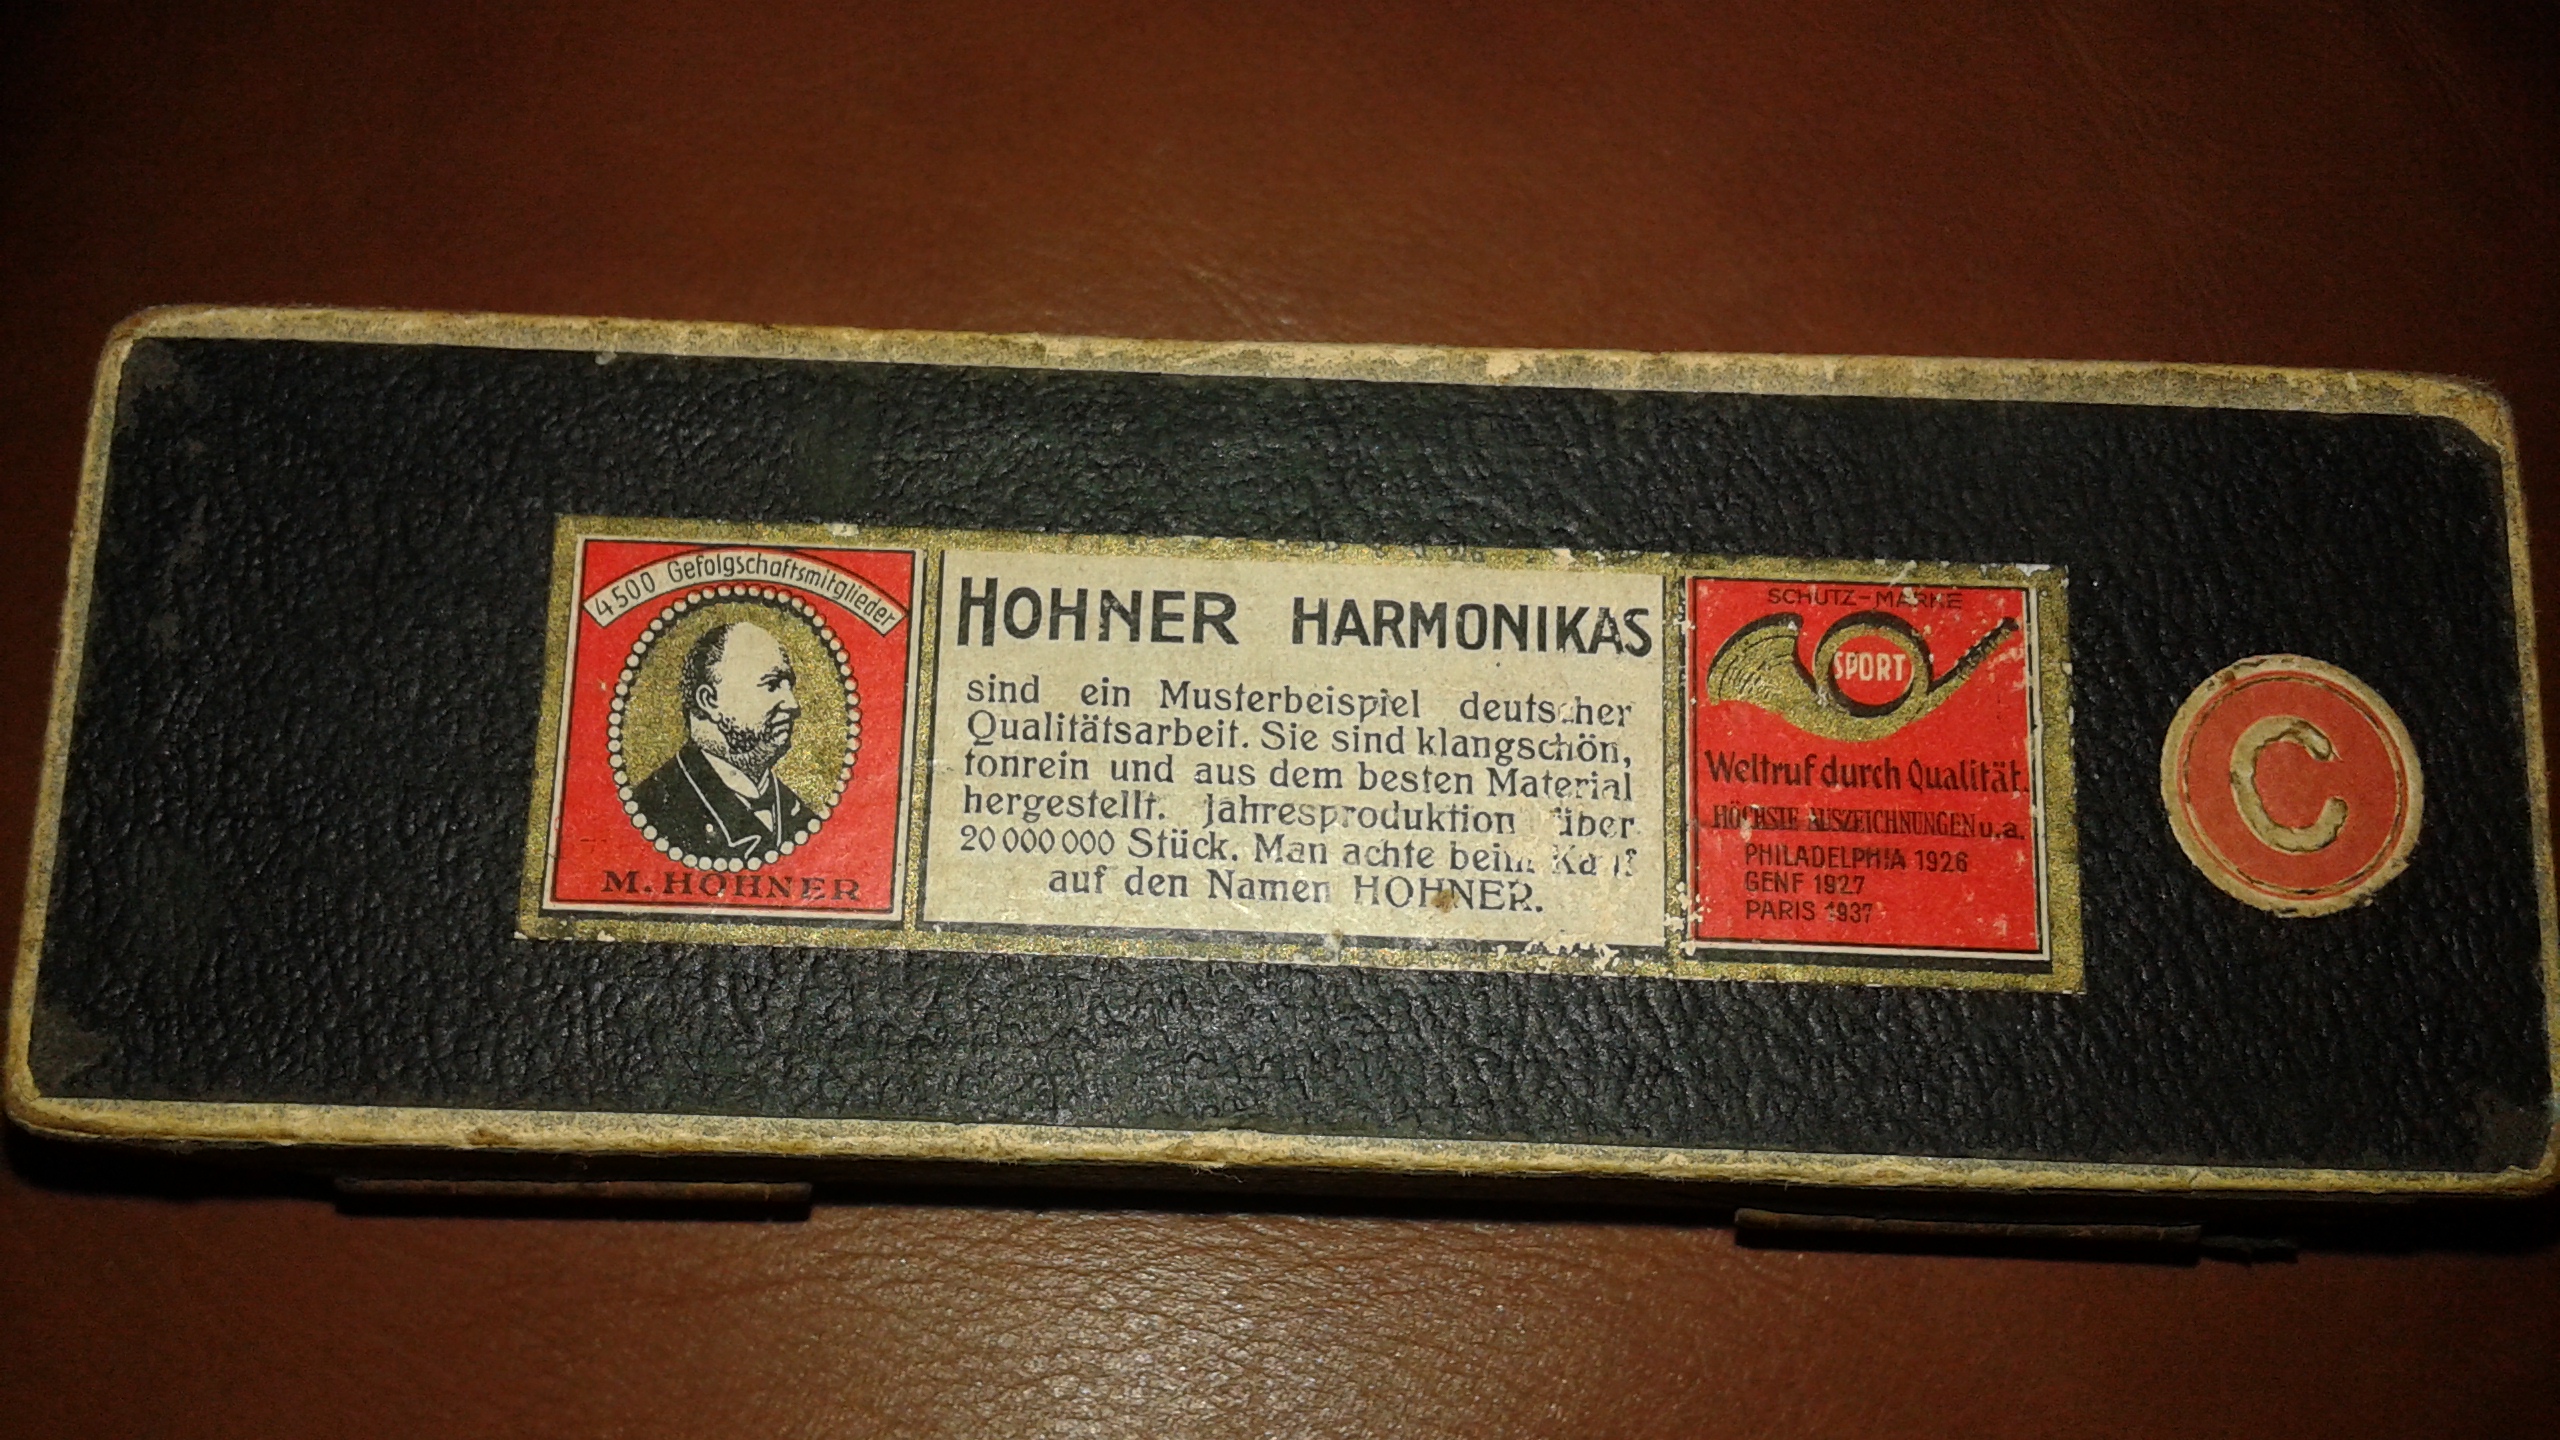 4500 Gefolgschaftsmitglieder
M. HOHNER
HOHNER HARMONIKAS
sind ein Musterbeispiel deutscher
Qualitätsarbeit. Sie sind klangschön,
tonrein und aus dem besten Material
hergestellt. Jahresproduktion über
20 000 000 Stück. Man achte beim Kauf
auf den Namen HOHNER.
SCHUTZ-MARKE
SPORT
Weltruf durch Qualität.
HÖCHSTE AUSZEICHNUNGEN u.a.
PHILADELPHIA 1926
GENF 1927
PARIS 1937
C